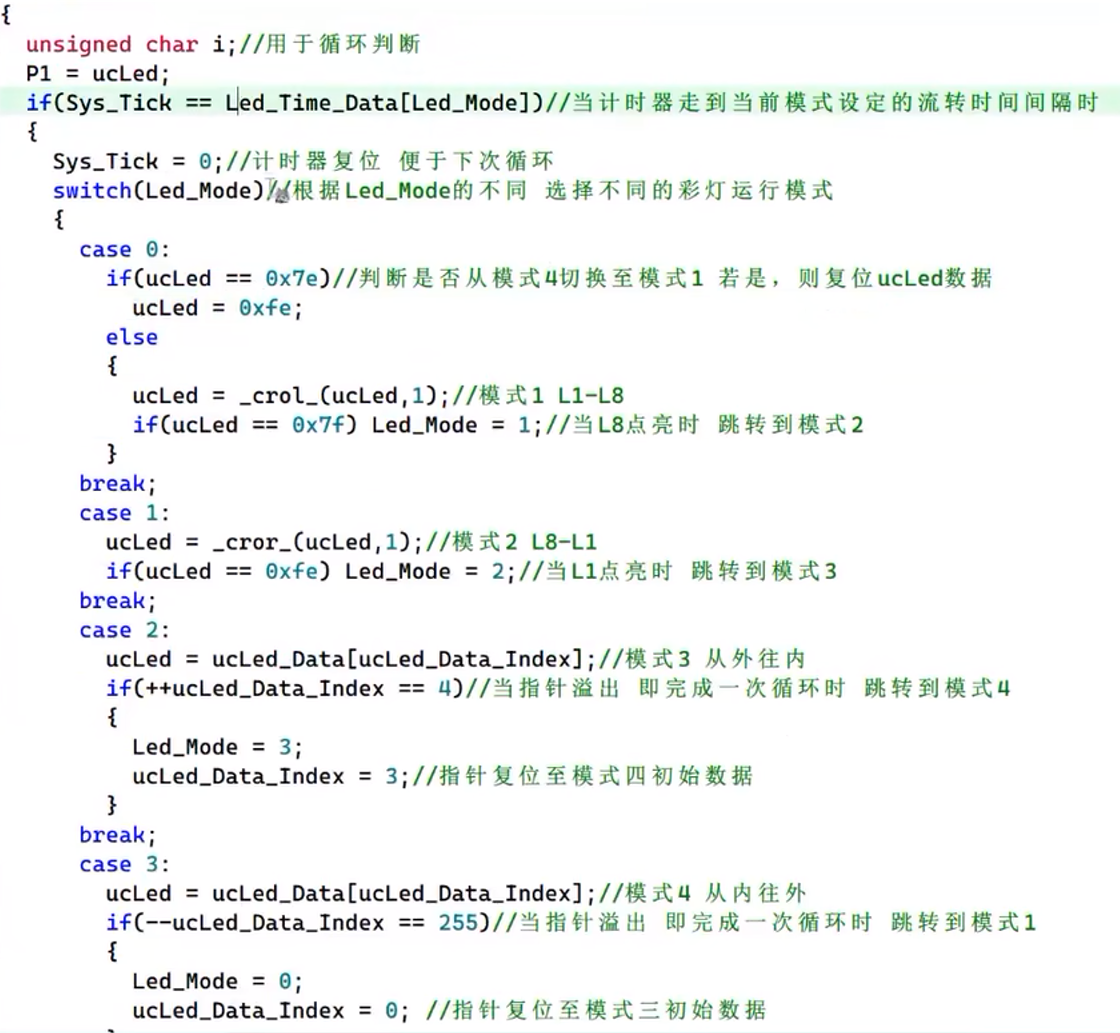 {
unsigned char i;//用于循环判断
P1 = ucLed;
if(Sys_Tick == Led_Time_Data[Led_Mode])//当计时器走到当前模式设定的流转时间间隔时
{
Sys_Tick = 0;//计时器复位 便于下次循环
switch(Led_Mode)//根据Led_Mode的不同 选择不同的彩灯运行模式
{
case 0:
if(ucLed == 0x7e)//判断是否从模式4切换至模式1 若是，则复位ucLed数据
ucLed = 0xfe;
else
{
ucLed = _crol_(ucLed,1);//模式1 L1-L8
if(ucLed == 0x7f) Led_Mode = 1;//当L8点亮时 跳转到模式2
}
break;
case 1:
ucLed = _cror_(ucLed,1);//模式2 L8-L1
if(ucLed == 0xfe) Led_Mode = 2;//当L1点亮时 跳转到模式3
break;
case 2:
ucLed = ucLed_Data[ucLed_Data_Index];//模式3 从外往内
if(++ucLed_Data_Index == 4)//当指针溢出 即完成一次循环时 跳转到模式4
{
Led_Mode = 3;
ucLed_Data_Index = 3;//指针复位至模式四初始数据
}
break;
case 3:
ucLed = ucLed_Data[ucLed_Data_Index];//模式4 从内往外
if(--ucLed_Data_Index == 255)//当指针溢出 即完成一次循环时 跳转到模式1
{
Led_Mode = 0;
ucLed_Data_Index = 0; //指针复位至模式三初始数据